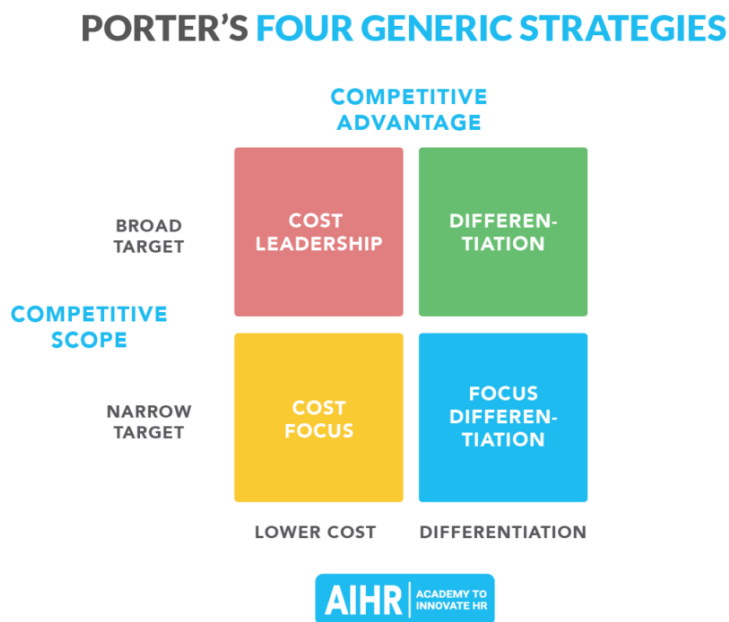 PORTER'S FOUR GENERIC STRATEGIES
COMPETITIVE
ADVANTAGE
BROAD
TARGET
COST
LEADERSHIP
DIFFEREN-
TIATION
COMPETITIVE
SCOPE
NARROW
TARGET
COST
FOCUS
FOCUS
DIFFEREN-
TIATION
LOWER COST
DIFFERENTIATION
AIHR
ACADEMY TO
INNOVATE HR